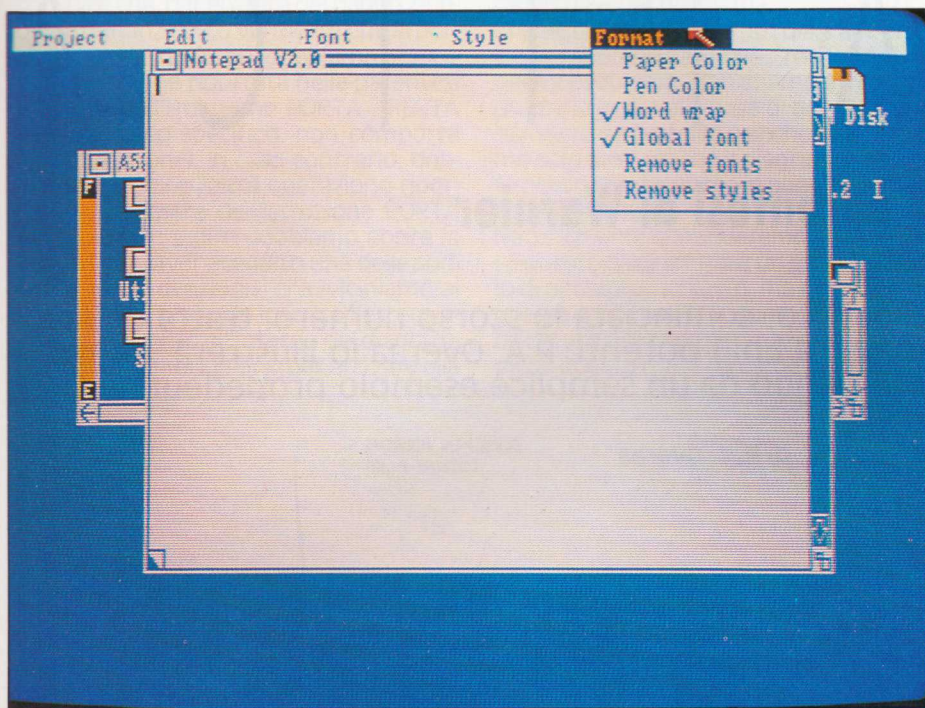 Project Edit Font Style Format
Notepad V2.0
Paper Color
Pen Color
Word wrap
Global font
Remove fonts
Remove styles
Disk
.2 I
F
E